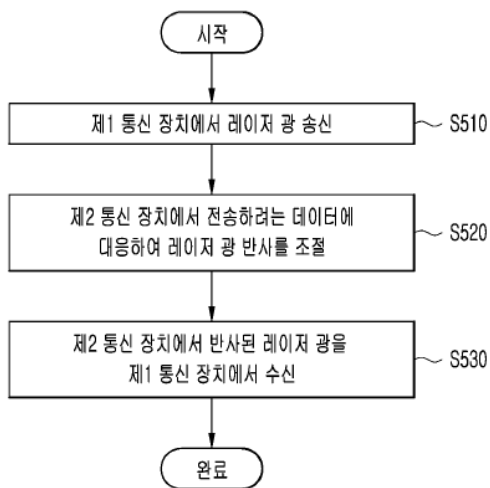 시작
제1 통신 장치에서 레이저 광 송신
S510
제2 통신 장치에서 전송하려는 데이터에
대응하여 레이저 광 반사를 조절
S520
제2 통신 장치에서 반사된 레이저 광을
제1 통신 장치에서 수신
S530
완료